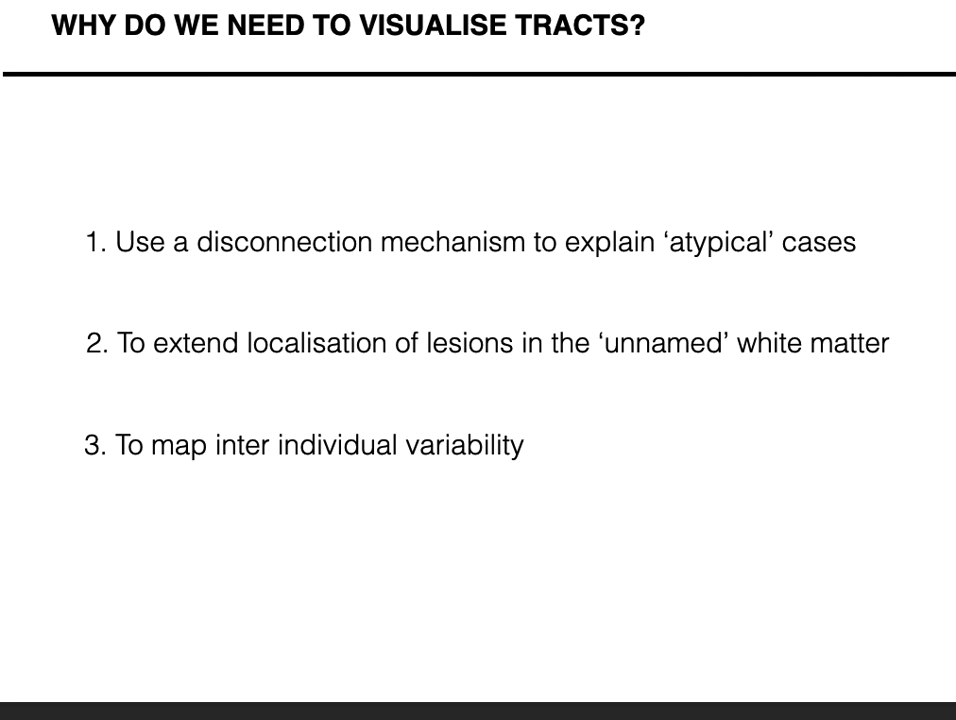 WHY DO WE NEED TO VISUALISE TRACTS?
1. Use a disconnection mechanism to explain ‘atypical’ cases
2. To extend localisation of lesions in the ‘unnamed’ white matter
3. To map inter individual variability